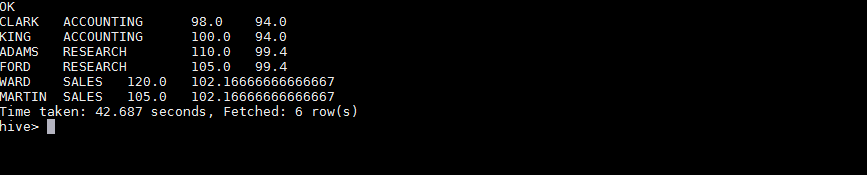 OK
CLARK	ACCOUNTING	98.0	94.0
KING	ACCOUNTING	100.0	94.0
ADAMS	RESEARCH	110.0	99.4
FORD	RESEARCH	105.0	99.4
WARD	SALES	120.0	102.16666666666667
MARTIN	SALES	105.0	102.16666666666667
Time taken: 42.687 seconds, Fetched: 6 row(s)
hive>